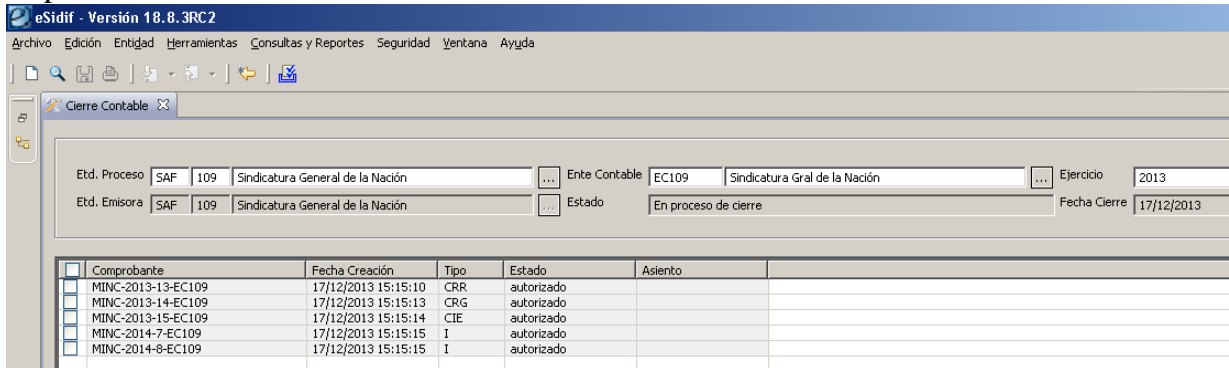 eSidif - Versión 18.8.3RC2
Archivo Edición Entidad Herramientas Consultas y Reportes Seguridad Ventana Ayuda
Cierre Contable
Etd. Proceso SAF 109 Sindicatura General de la Nación ... Ente Contable EC109 Sindicatura Gral de la Nación ... Ejercicio 2013
Etd. Emisora SAF 109 Sindicatura General de la Nación ... Estado En proceso de cierre Fecha Cierre 17/12/2013
Comprobante Fecha Creación Tipo Estado Asiento
MINC-2013-13-EC109 17/12/2013 15:15:10 CRR autorizado
MINC-2013-14-EC109 17/12/2013 15:15:13 CRG autorizado
MINC-2013-15-EC109 17/12/2013 15:15:14 CIE autorizado
MINC-2014-7-EC109 17/12/2013 15:15:15 I autorizado
MINC-2014-8-EC109 17/12/2013 15:15:15 I autorizado